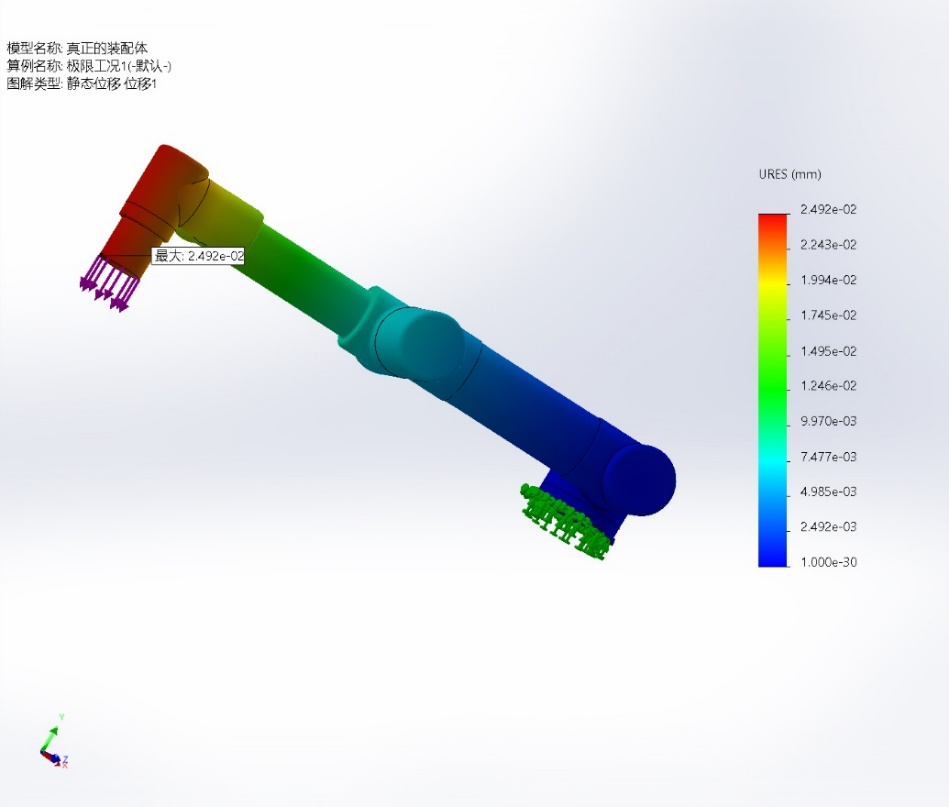 模型名称: 真正的装配体
算例名称: 极限工况1(-默认-)
图解类型: 静态位移 位移1
URES (mm)
2.492e-02
2.243e-02
1.994e-02
1.745e-02
1.495e-02
1.246e-02
9.970e-03
7.477e-03
4.985e-03
2.492e-03
1.000e-30
最大: 2.492e-02
Y
Z
X